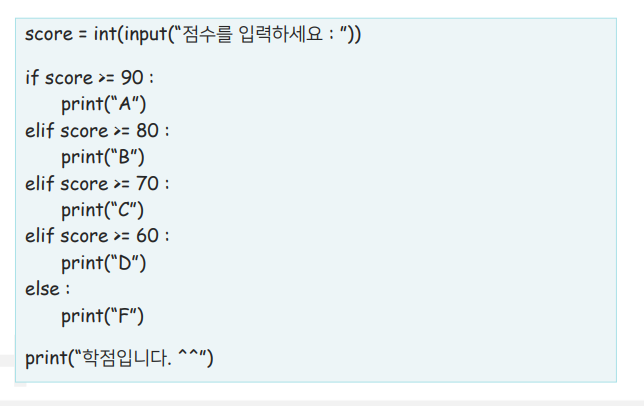 score = int(input(“점수를 입력하세요 : ”))
if score >= 90 :
print(“A”)
elif score >= 80 :
print(“B”)
elif score >= 70 :
print(“C”)
elif score >= 60 :
print(“D”)
else :
print(“F”)
print(“학점입니다. ^^”)